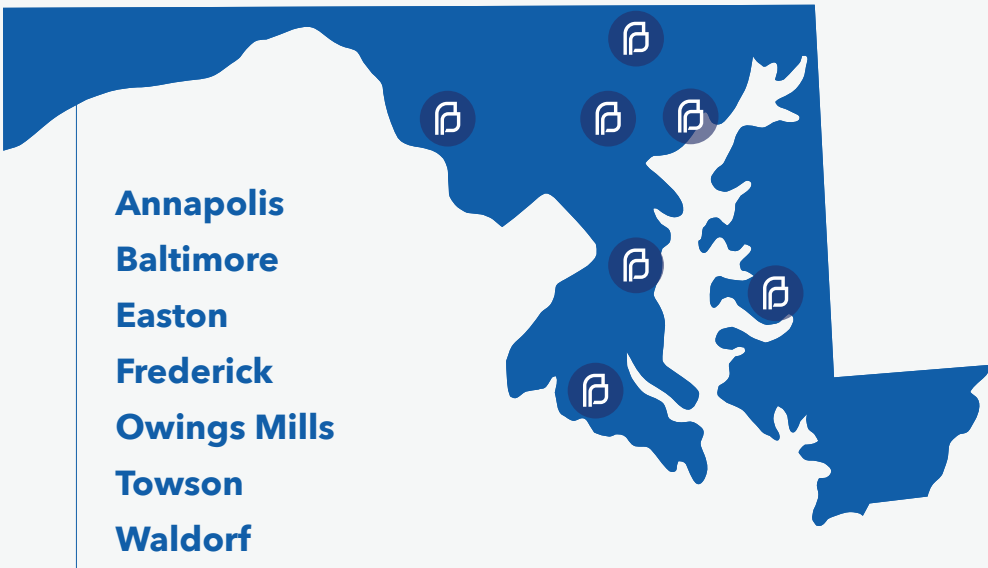 Annapolis
Baltimore
Easton
Frederick
Owings Mills
Towson
Waldorf